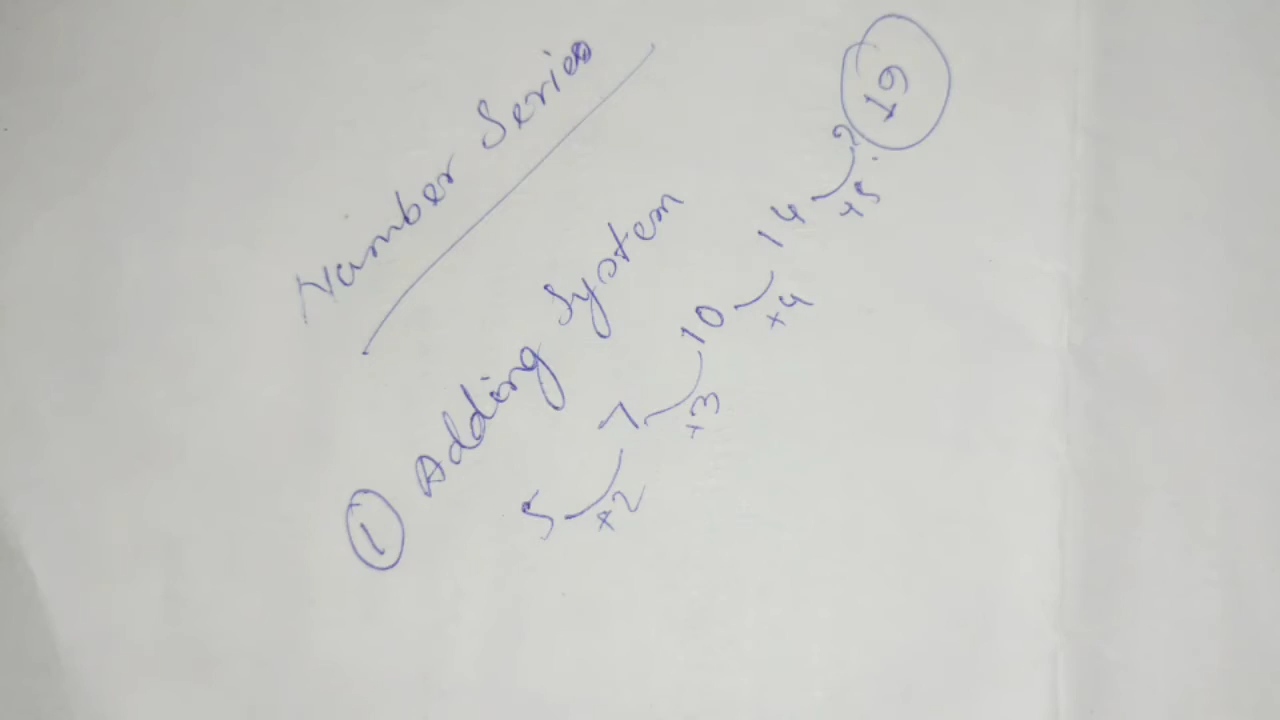 Number Series
① Adding System
5 7 10 14 ? 19
+2 +3 +4 +5